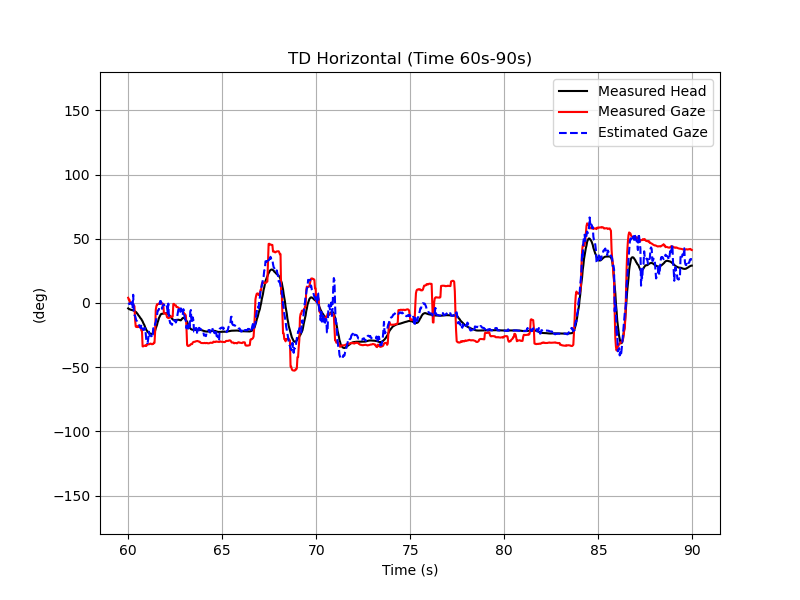 TD Horizontal (Time 60s-90s)
Measured Head
Measured Gaze
Estimated Gaze
150
100
50
0
−50
−100
−150
(deg)
60 65 70 75 80 85 90
Time (s)